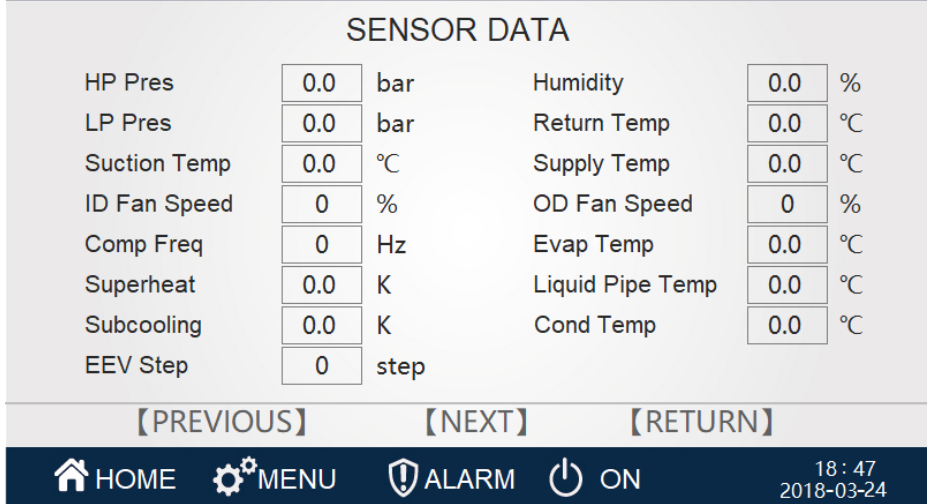 SENSOR DATA
HP Pres 0.0 bar Humidity 0.0 %
LP Pres 0.0 bar Return Temp 0.0 ℃
Suction Temp 0.0 ℃ Supply Temp 0.0 ℃
ID Fan Speed 0 % OD Fan Speed 0 %
Comp Freq 0 Hz Evap Temp 0.0 ℃
Superheat 0.0 K Liquid Pipe Temp 0.0 ℃
Subcooling 0.0 K Cond Temp 0.0 ℃
EEV Step 0 step
【PREVIOUS】 【NEXT】 【RETURN】
HOME MENU ALARM ON 18:47
2018-03-24